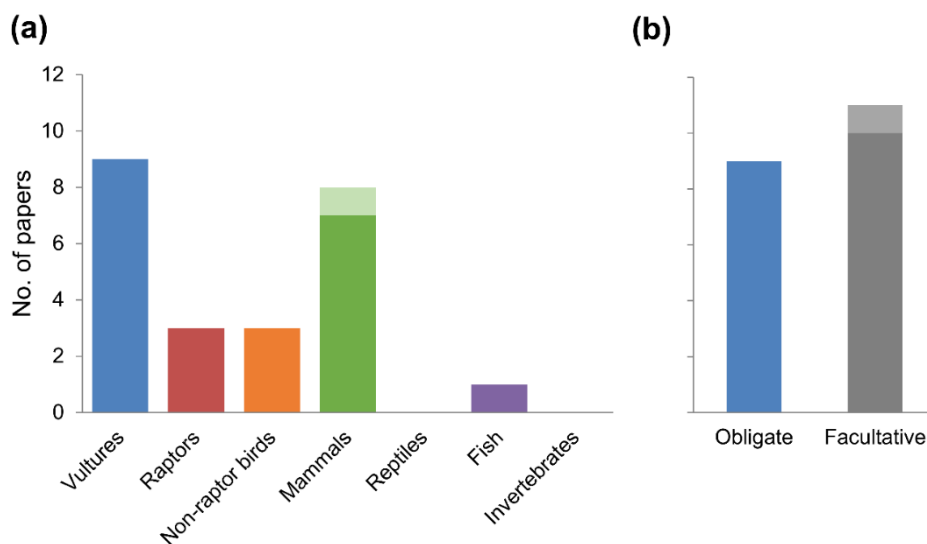 (a)
(b)
No. of papers
12
10
8
6
4
2
0
Vultures
Raptors
Non-raptor birds
Mammals
Reptiles
Fish
Invertebrates
Obligate
Facultative